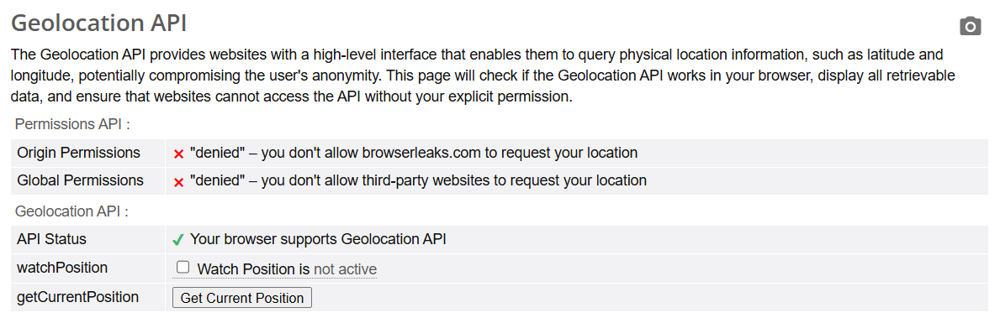 Geolocation API
The Geolocation API provides websites with a high-level interface that enables them to query physical location information, such as latitude and
longitude, potentially compromising the user's anonymity. This page will check if the Geolocation API works in your browser, display all retrievable
data, and ensure that websites cannot access the API without your explicit permission.
Permissions API :
Origin Permissions "denied" – you don't allow browserleaks.com to request your location
Global Permissions "denied" – you don't allow third-party websites to request your location
Geolocation API :
API Status Your browser supports Geolocation API
watchPosition Watch Position is not active
getCurrentPosition Get Current Position